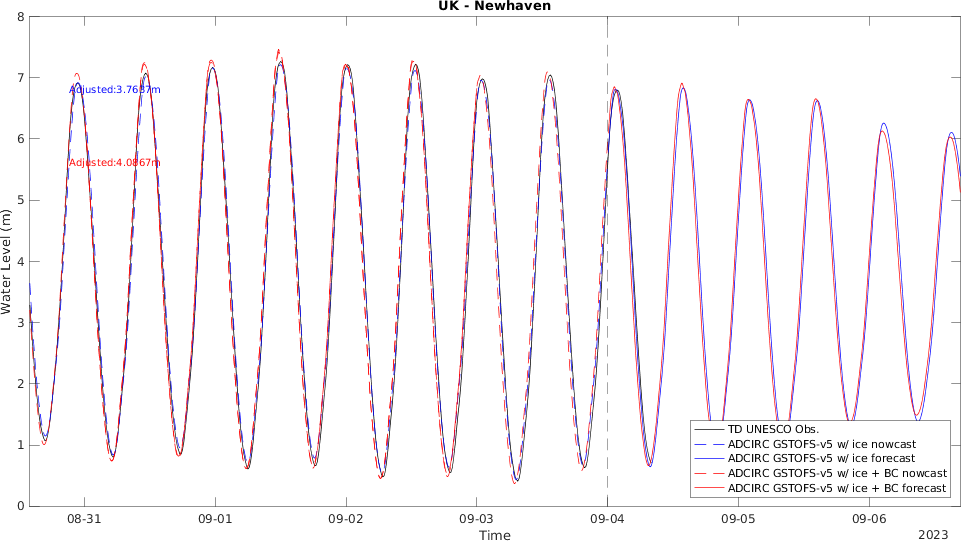 UK - Newhaven
8
7
6
5
4
3
2
1
0
Water Level (m)
Adjusted:3.7687m
Adjusted:4.0867m
TD UNESCO Obs.
ADCIRC GSTOFS-v5 w/ ice nowcast
ADCIRC GSTOFS-v5 w/ ice forecast
ADCIRC GSTOFS-v5 w/ ice + BC nowcast
ADCIRC GSTOFS-v5 w/ ice + BC forecast
08-31 09-01 09-02 09-03 09-04 09-05 09-06
Time
2023